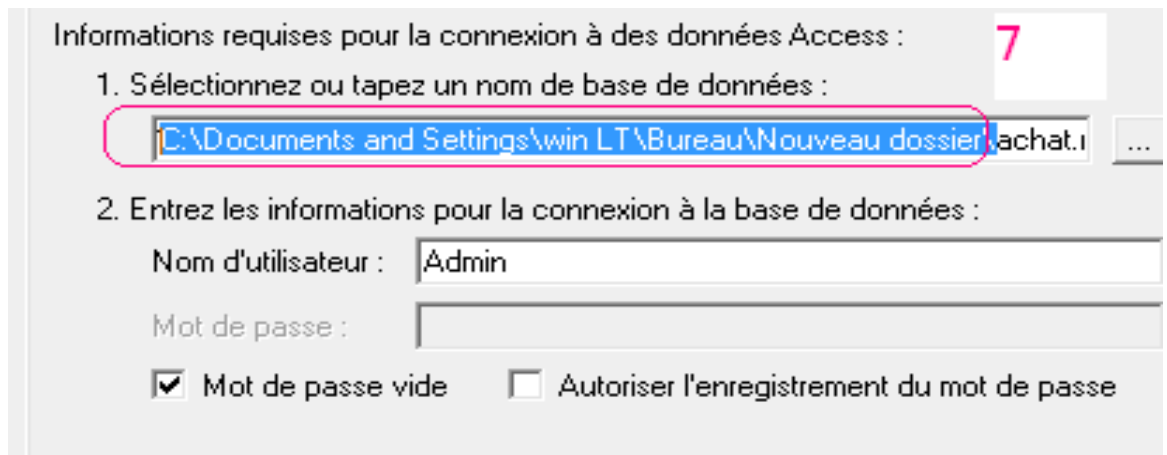 Informations requises pour la connexion à des données Access :
7
1. Sélectionnez ou tapez un nom de base de données :
C:\Documents and Settings\win LT\Bureau\Nouveau dossier\achat.
...
2. Entrez les informations pour la connexion à la base de données :
Nom d'utilisateur : Admin
Mot de passe :
Mot de passe vide Autoriser l'enregistrement du mot de passe